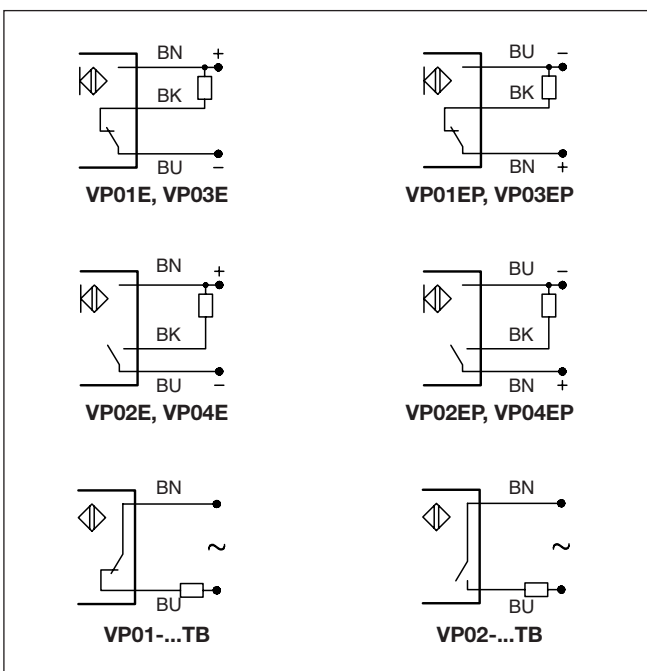 BN +
BK
BU −
VP01E, VP03E
BU −
BK
BN +
VP01EP, VP03EP
BN +
BK
BU −
VP02E, VP04E
BU −
BK
BN +
VP02EP, VP04EP
BN
~
BU
VP01-...TB
BN
~
BU
VP02-...TB